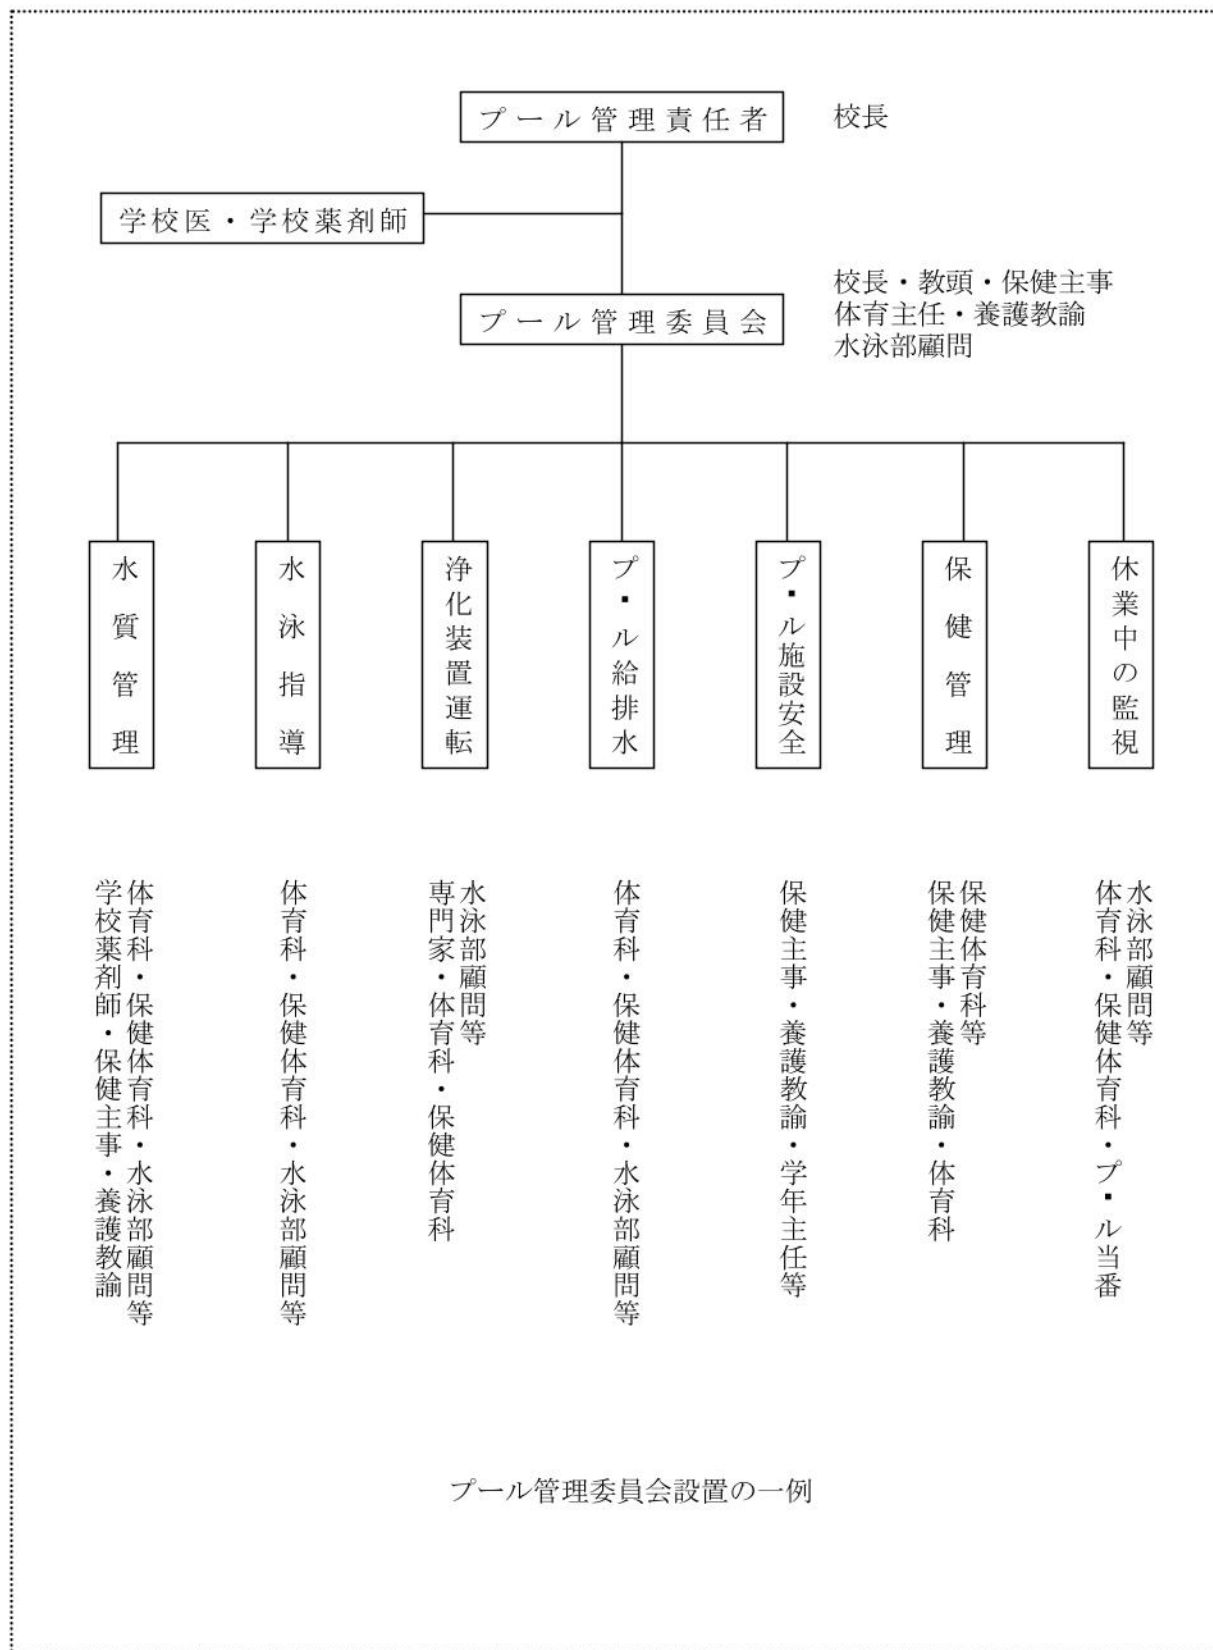 プール管理責任者
校長
学校医・学校薬剤師
プール管理委員会
校長・教頭・保健主事
体育主任・養護教諭
水泳部顧問
水質管理
水泳指導
浄化装置運転
プ▪ル給排水
プ▪ル施設安全
保健管理
休業中の監視
学校薬剤師・保健主事・養護教諭
体育科・保健体育科・水泳部顧問等
体育科・保健体育科・水泳部顧問等
専門家・体育科・保健体育科
水泳部顧問等
体育科・保健体育科・水泳部顧問等
保健主事・養護教諭・学年主任等
保健主事・養護教諭・体育科
保健体育科等
体育科・保健体育科・プ▪ル当番
水泳部顧問等
プール管理委員会設置の一例